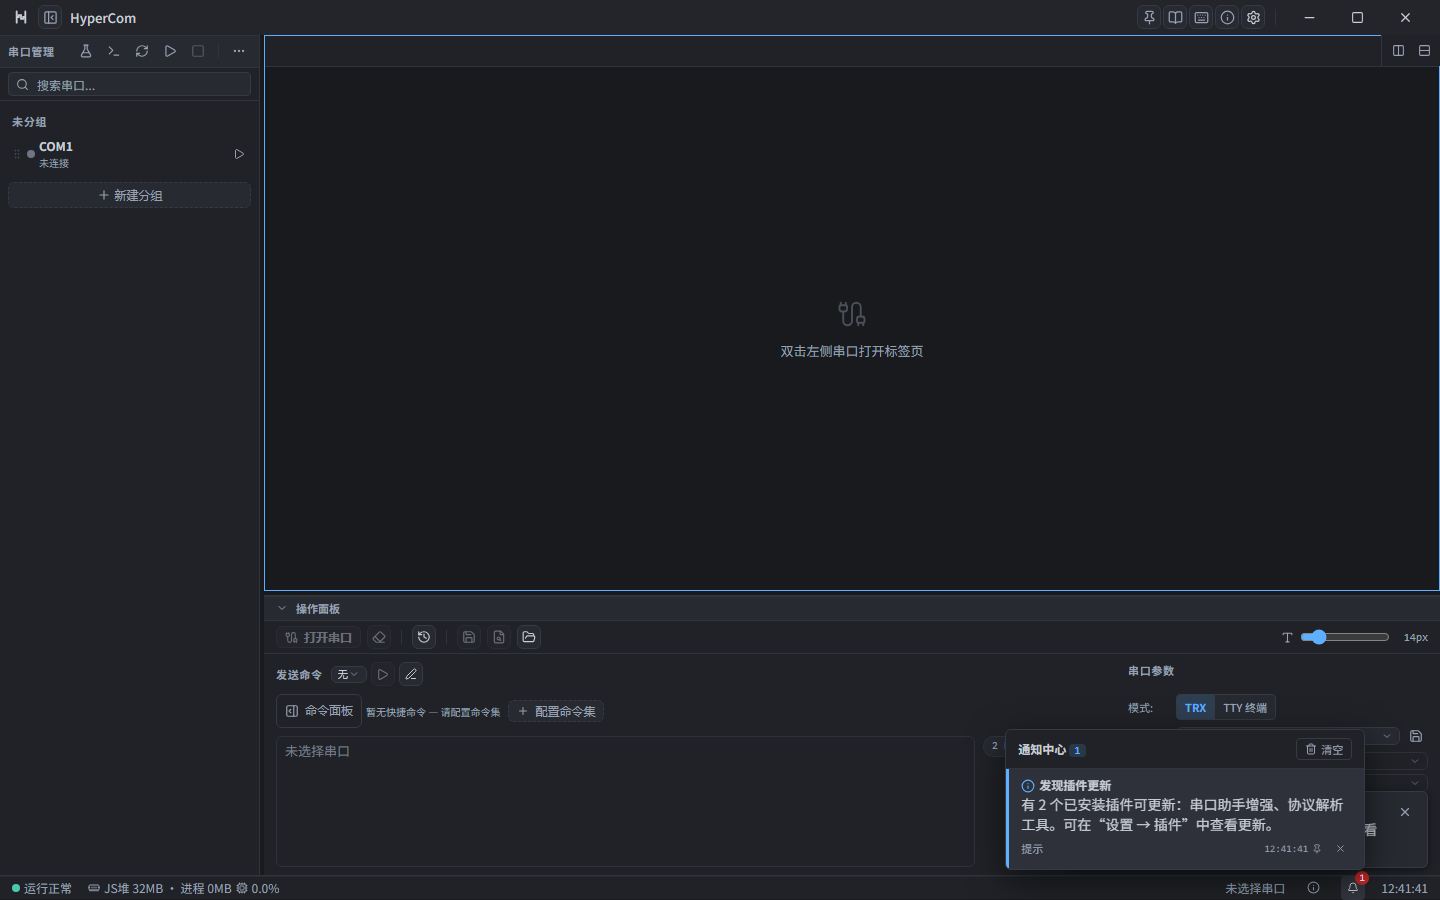 HyperCom
串口管理
搜索串口...
未分组
COM1
未连接
新建分组
双击左侧串口打开标签页
操作面板
打开串口
14px
发送命令
无
命令面板
暂无快捷命令 — 请配置命令集
配置命令集
未选择串口
2
串口参数
模式:
TRX
TTY 终端
通知中心
1
清空
发现插件更新
有 2 个已安装插件可更新：串口助手增强、协议解析
工具。可在“设置 → 插件”中查看更新。
提示
12:41:41
看
运行正常
JS堆 32MB · 进程 0MB
0.0%
未选择串口
1
12:41:41